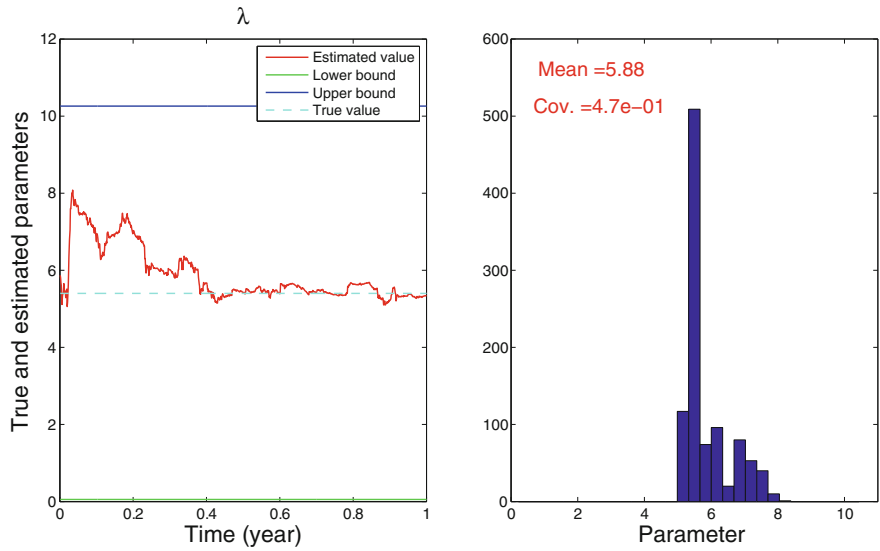 λ
12
10
8
6
4
2
0
0
0.2
0.4
0.6
0.8
1
True and estimated parameters
Time (year)
Estimated value
Lower bound
Upper bound
True value
600
500
400
300
200
100
0
0
2
4
6
8
10
Parameter
Mean =5.88
Cov. =4.7e−01